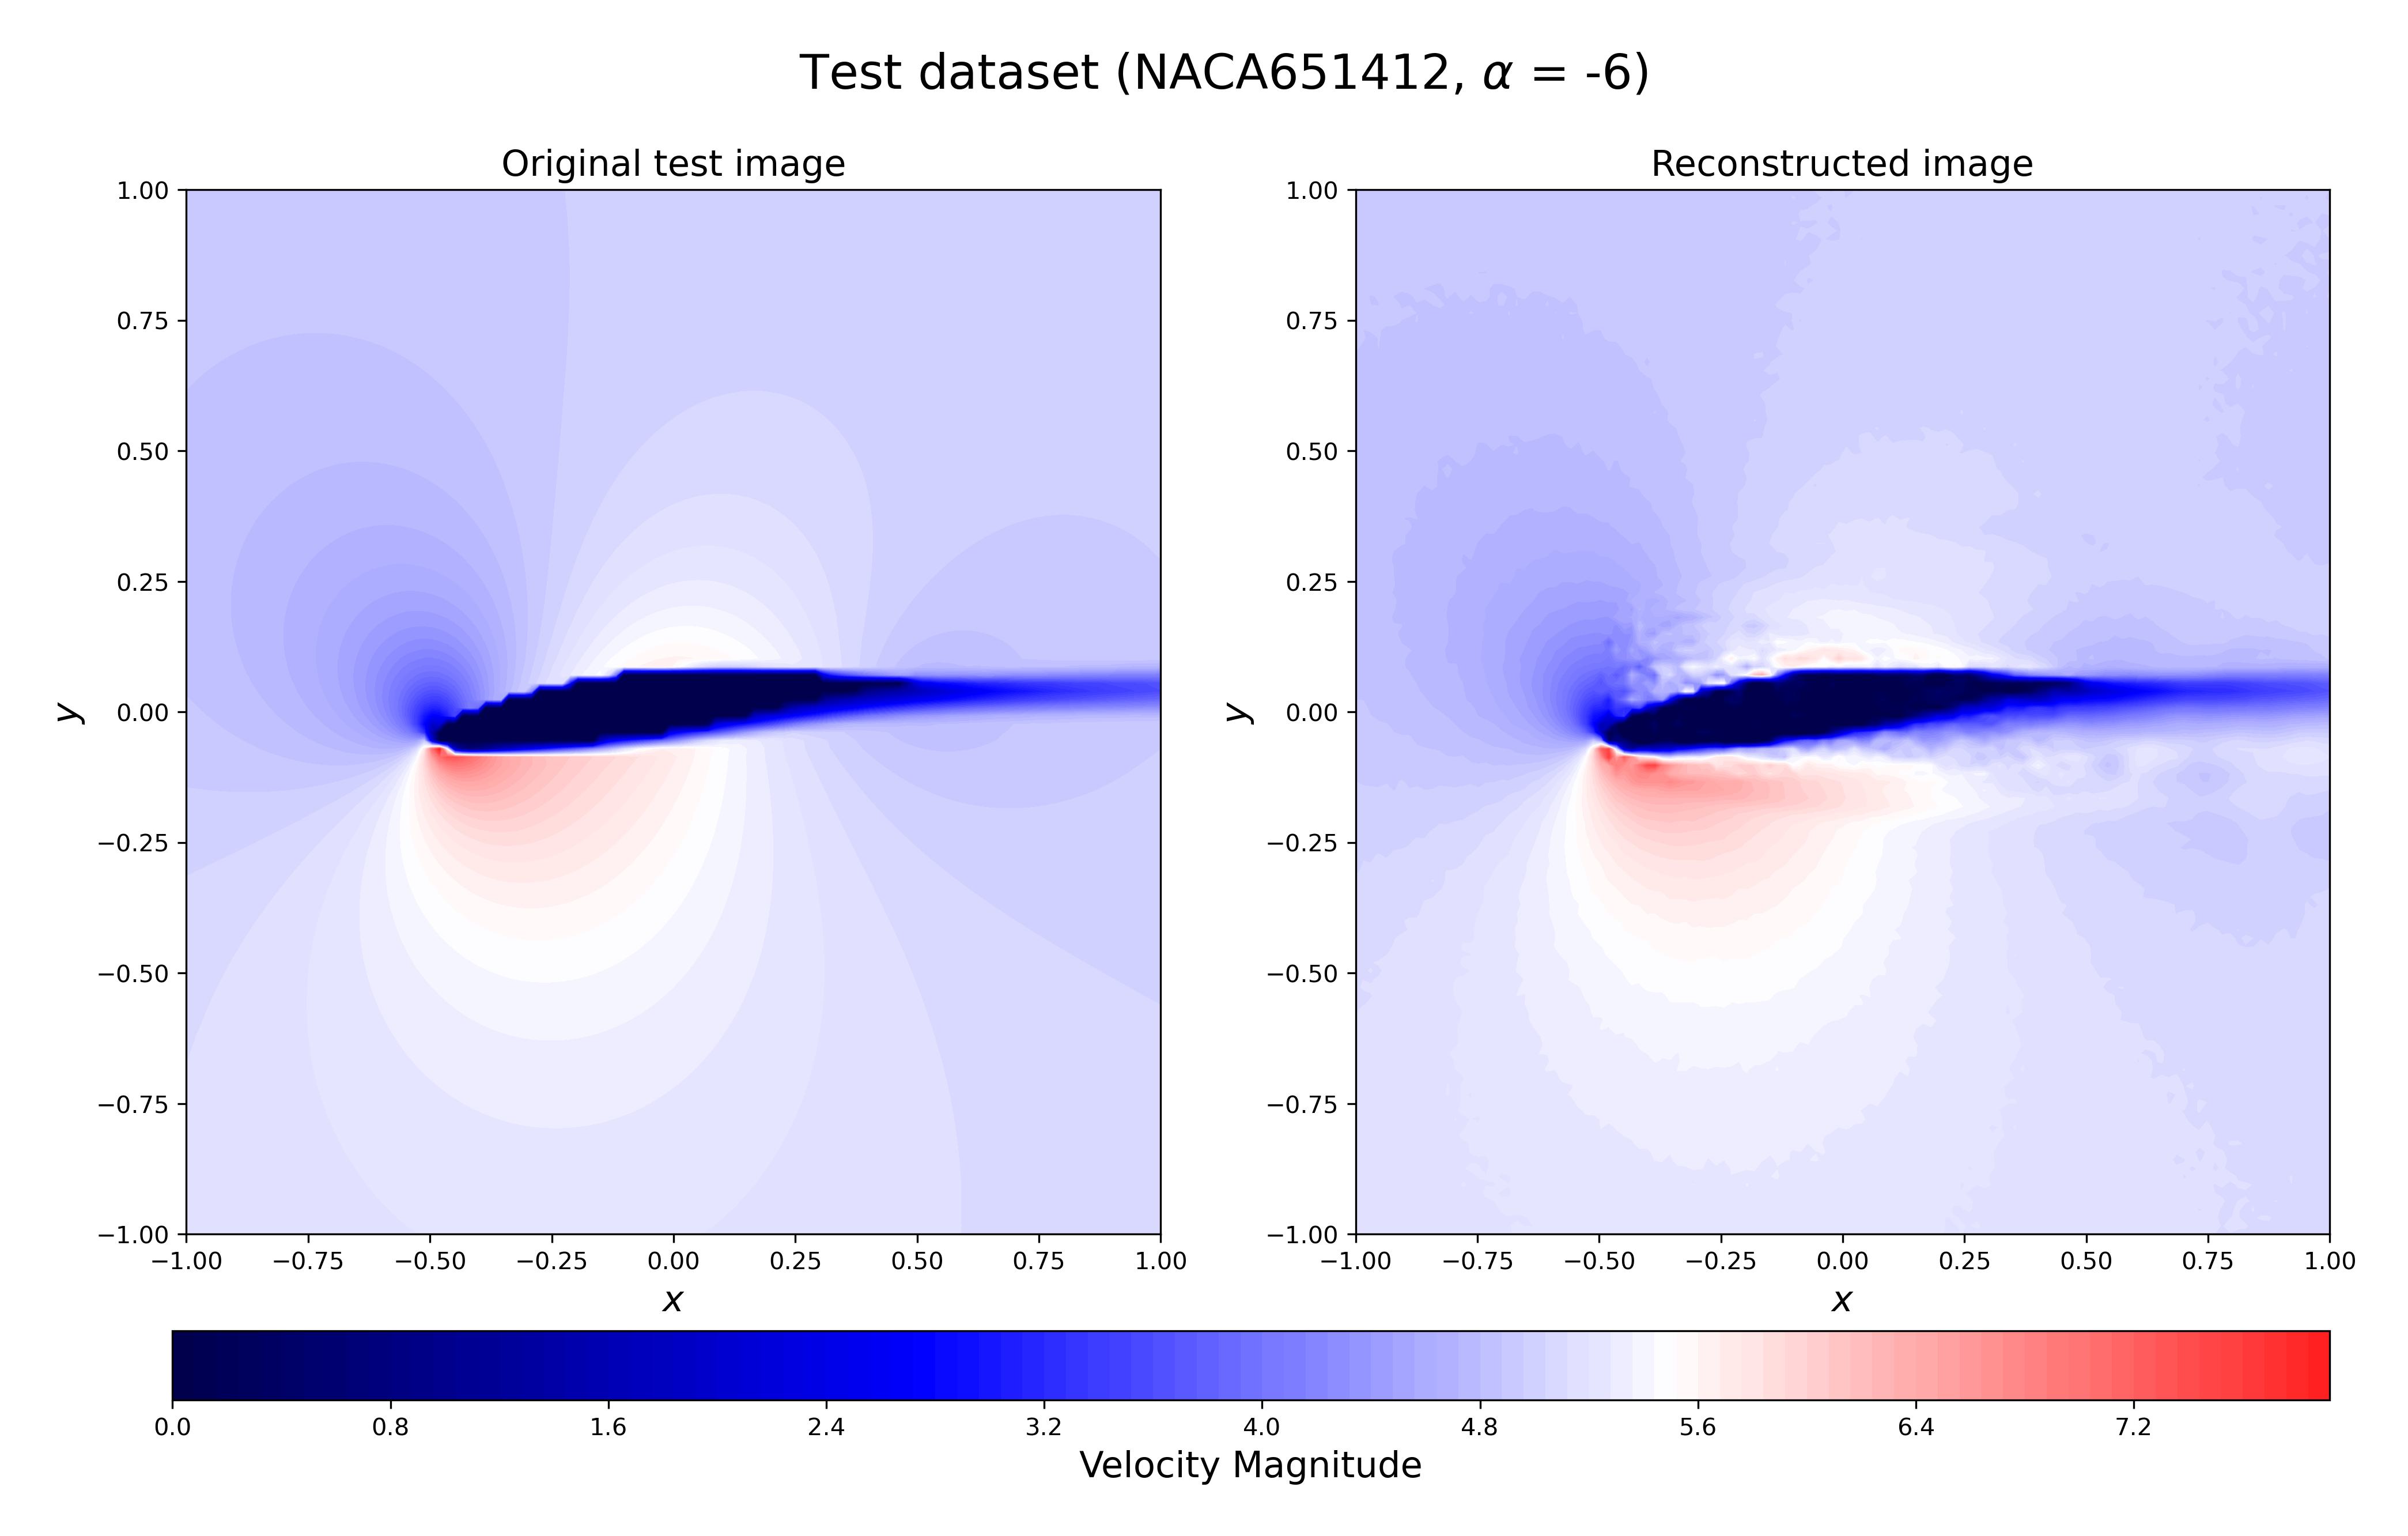 Test dataset (NACA651412, α = -6)
Original test image
1.00
0.75
0.50
0.25
0.00
−0.25
−0.50
−0.75
−1.00
y
−1.00 −0.75 −0.50 −0.25 0.00 0.25 0.50 0.75 1.00
x
Reconstructed image
1.00
0.75
0.50
0.25
0.00
−0.25
−0.50
−0.75
−1.00
y
−1.00 −0.75 −0.50 −0.25 0.00 0.25 0.50 0.75 1.00
x
0.0 0.8 1.6 2.4 3.2 4.0 4.8 5.6 6.4 7.2
Velocity Magnitude